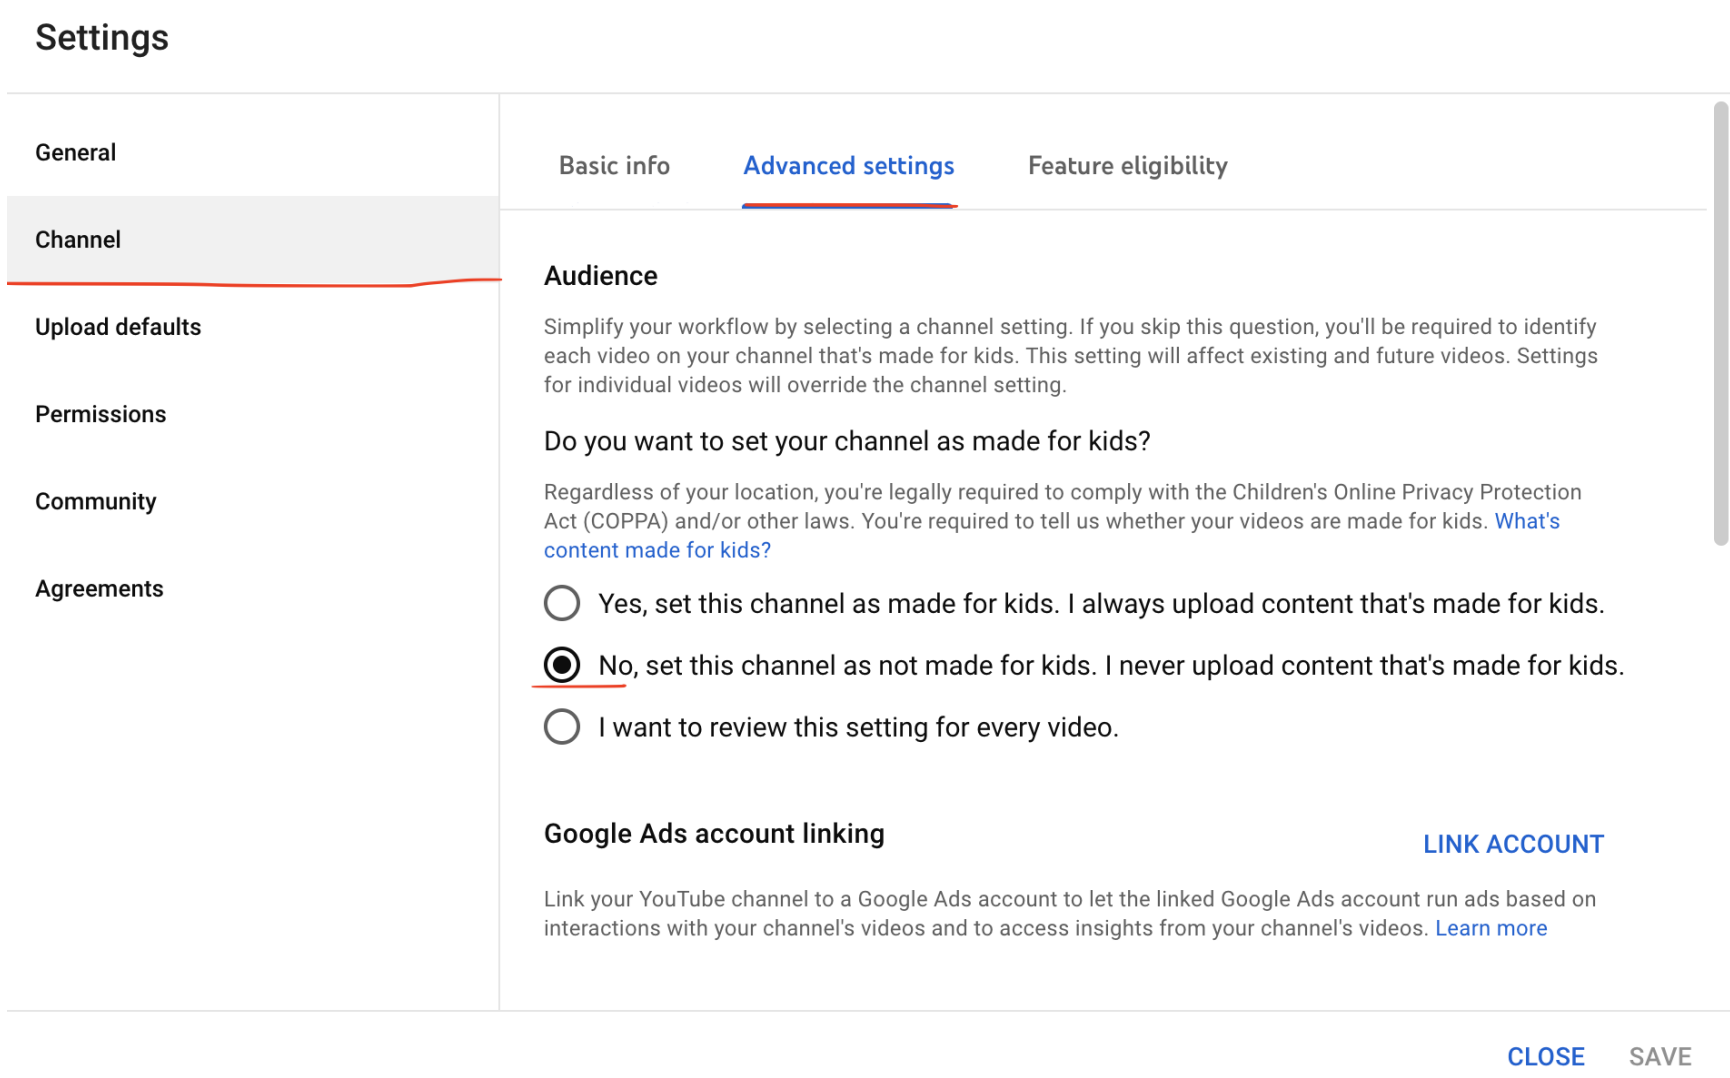 Settings
General
Channel
Upload defaults
Permissions
Community
Agreements
Basic info
Advanced settings
Feature eligibility
Audience
Simplify your workflow by selecting a channel setting. If you skip this question, you'll be required to identify
each video on your channel that's made for kids. This setting will affect existing and future videos. Settings
for individual videos will override the channel setting.
Do you want to set your channel as made for kids?
Regardless of your location, you're legally required to comply with the Children's Online Privacy Protection
Act (COPPA) and/or other laws. You're required to tell us whether your videos are made for kids. What's
content made for kids?
Yes, set this channel as made for kids. I always upload content that's made for kids.
No, set this channel as not made for kids. I never upload content that's made for kids.
I want to review this setting for every video.
Google Ads account linking
LINK ACCOUNT
Link your YouTube channel to a Google Ads account to let the linked Google Ads account run ads based on
interactions with your channel's videos and to access insights from your channel's videos. Learn more
CLOSE
SAVE